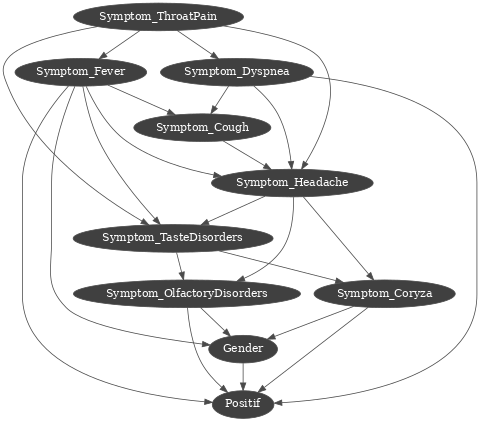 Symptom_ThroatPain
Symptom_Fever
Symptom_Dyspnea
Symptom_Cough
Symptom_Headache
Symptom_TasteDisorders
Symptom_OlfactoryDisorders
Symptom_Coryza
Gender
Positif